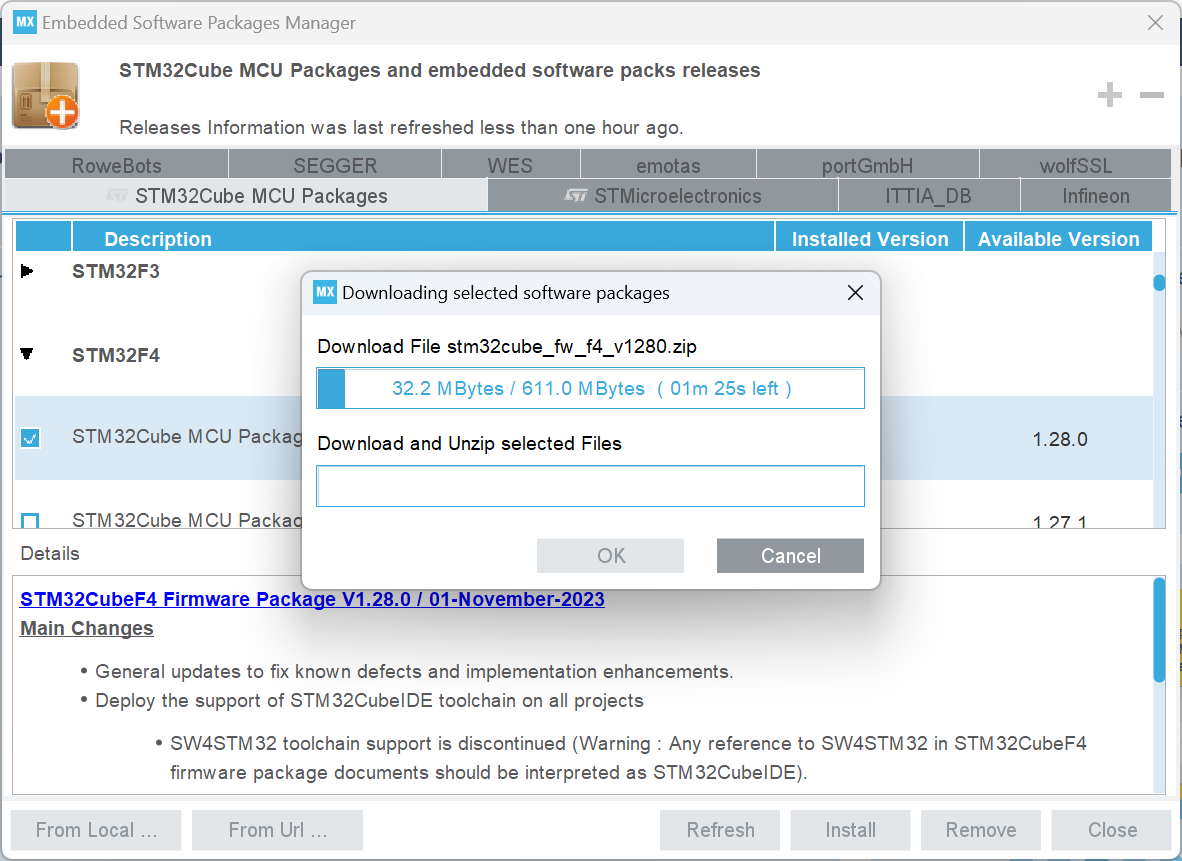 MX Embedded Software Packages Manager
STM32Cube MCU Packages and embedded software packs releases
Releases Information was last refreshed less than one hour ago.
RoweBots SEGGER WES emotas portGmbH wolfSSL
STM32Cube MCU Packages STMicroelectronics ITTIA_DB Infineon
Description Installed Version Available Version
STM32F3
STM32F4
STM32Cube MCU Packag 1.28.0
STM32Cube MCU Packag 1.27.1
MX Downloading selected software packages
Download File stm32cube_fw_f4_v1280.zip
32.2 MBytes / 611.0 MBytes ( 01m 25s left )
Download and Unzip selected Files
OK Cancel
Details
STM32CubeF4 Firmware Package V1.28.0 / 01-November-2023
Main Changes
• General updates to fix known defects and implementation enhancements.
• Deploy the support of STM32CubeIDE toolchain on all projects
• SW4STM32 toolchain support is discontinued (Warning : Any reference to SW4STM32 in STM32CubeF4
firmware package documents should be interpreted as STM32CubeIDE).
From Local ... From Url ... Refresh Install Remove Close